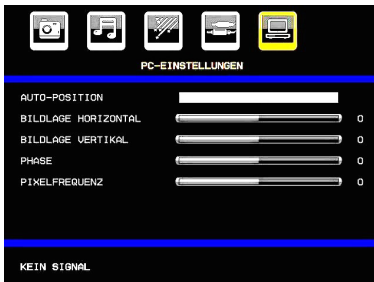 PC-EINSTELLUNGEN
AUTO-POSITION
BILDLAGE HORIZONTAL 0
BILDLAGE VERTIKAL 0
PHASE 0
PIXELFREQUENZ 0
KEIN SIGNAL